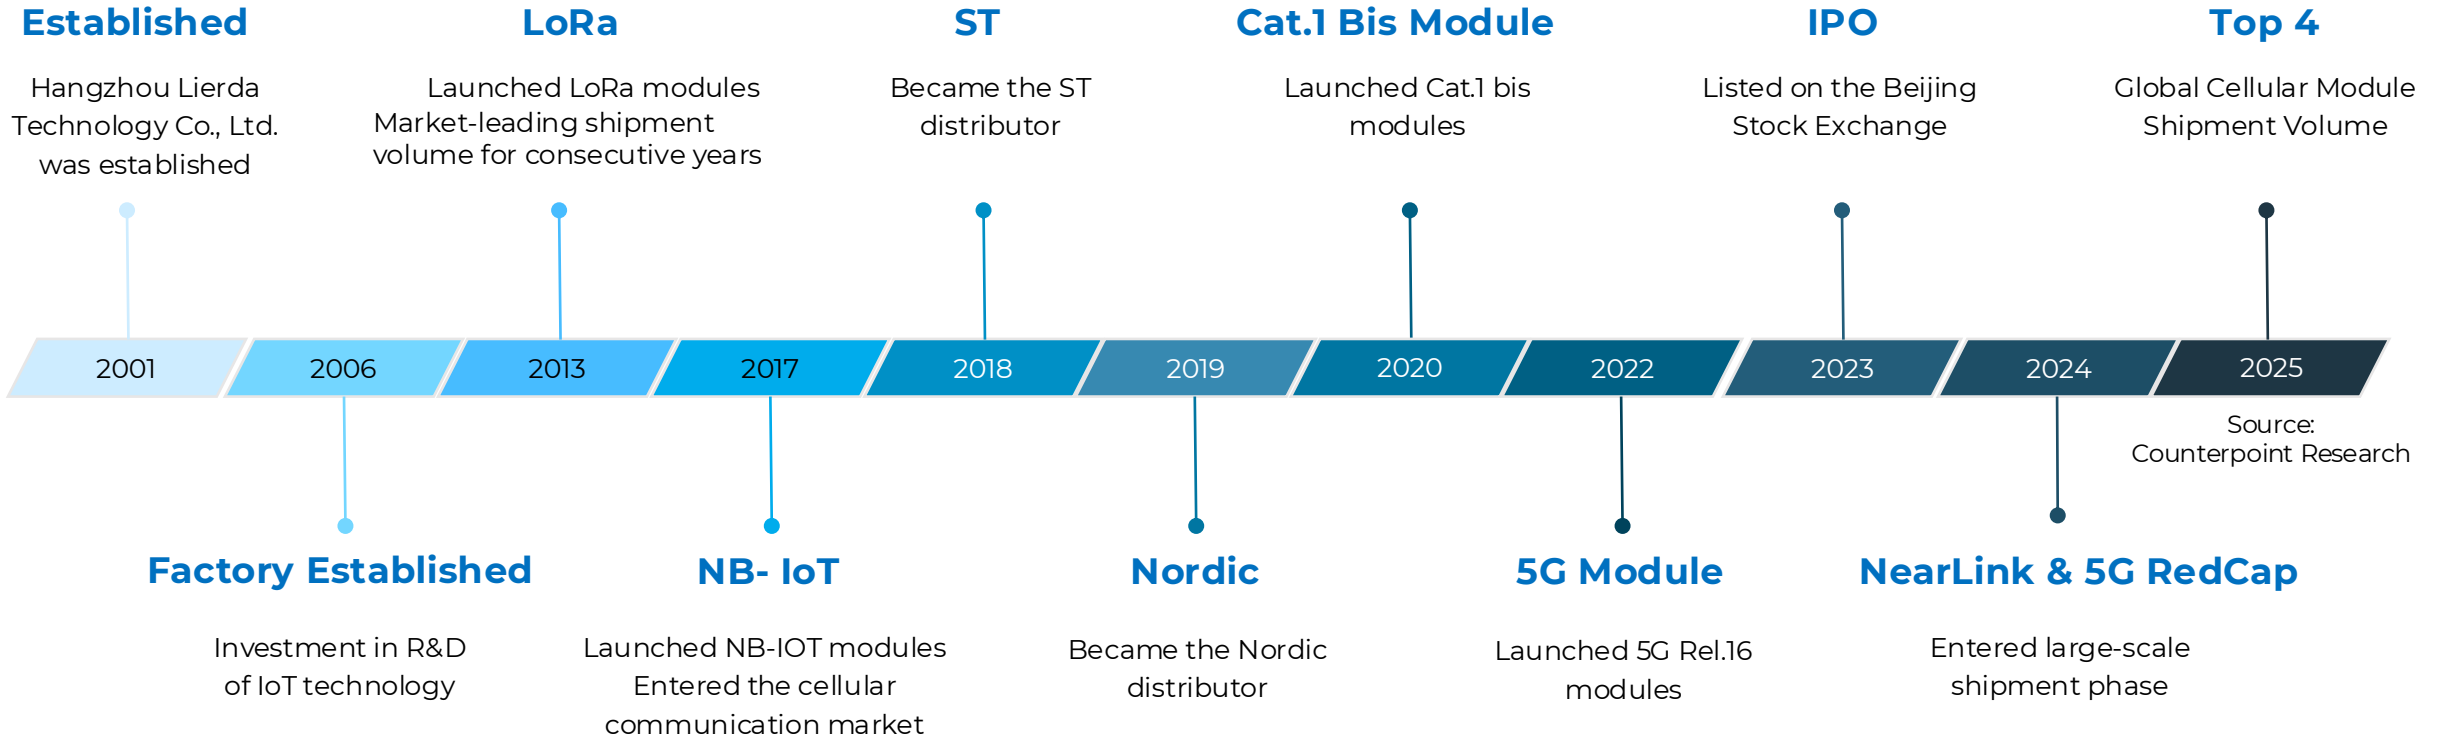 Established
Hangzhou Lierda
Technology Co., Ltd.
was established
LoRa
Launched LoRa modules
Market-leading shipment
volume for consecutive years
ST
Became the ST
distributor
Cat.1 Bis Module
Launched Cat.1 bis
modules
IPO
Listed on the Beijing
Stock Exchange
Top 4
Global Cellular Module
Shipment Volume
2001
2006
2013
2017
2018
2019
2020
2022
2023
2024
2025
Source:
Counterpoint Research
Factory Established
Investment in R&D
of IoT technology
NB- IoT
Launched NB-IOT modules
Entered the cellular
communication market
Nordic
Became the Nordic
distributor
5G Module
Launched 5G Rel.16
modules
NearLink & 5G RedCap
Entered large-scale
shipment phase